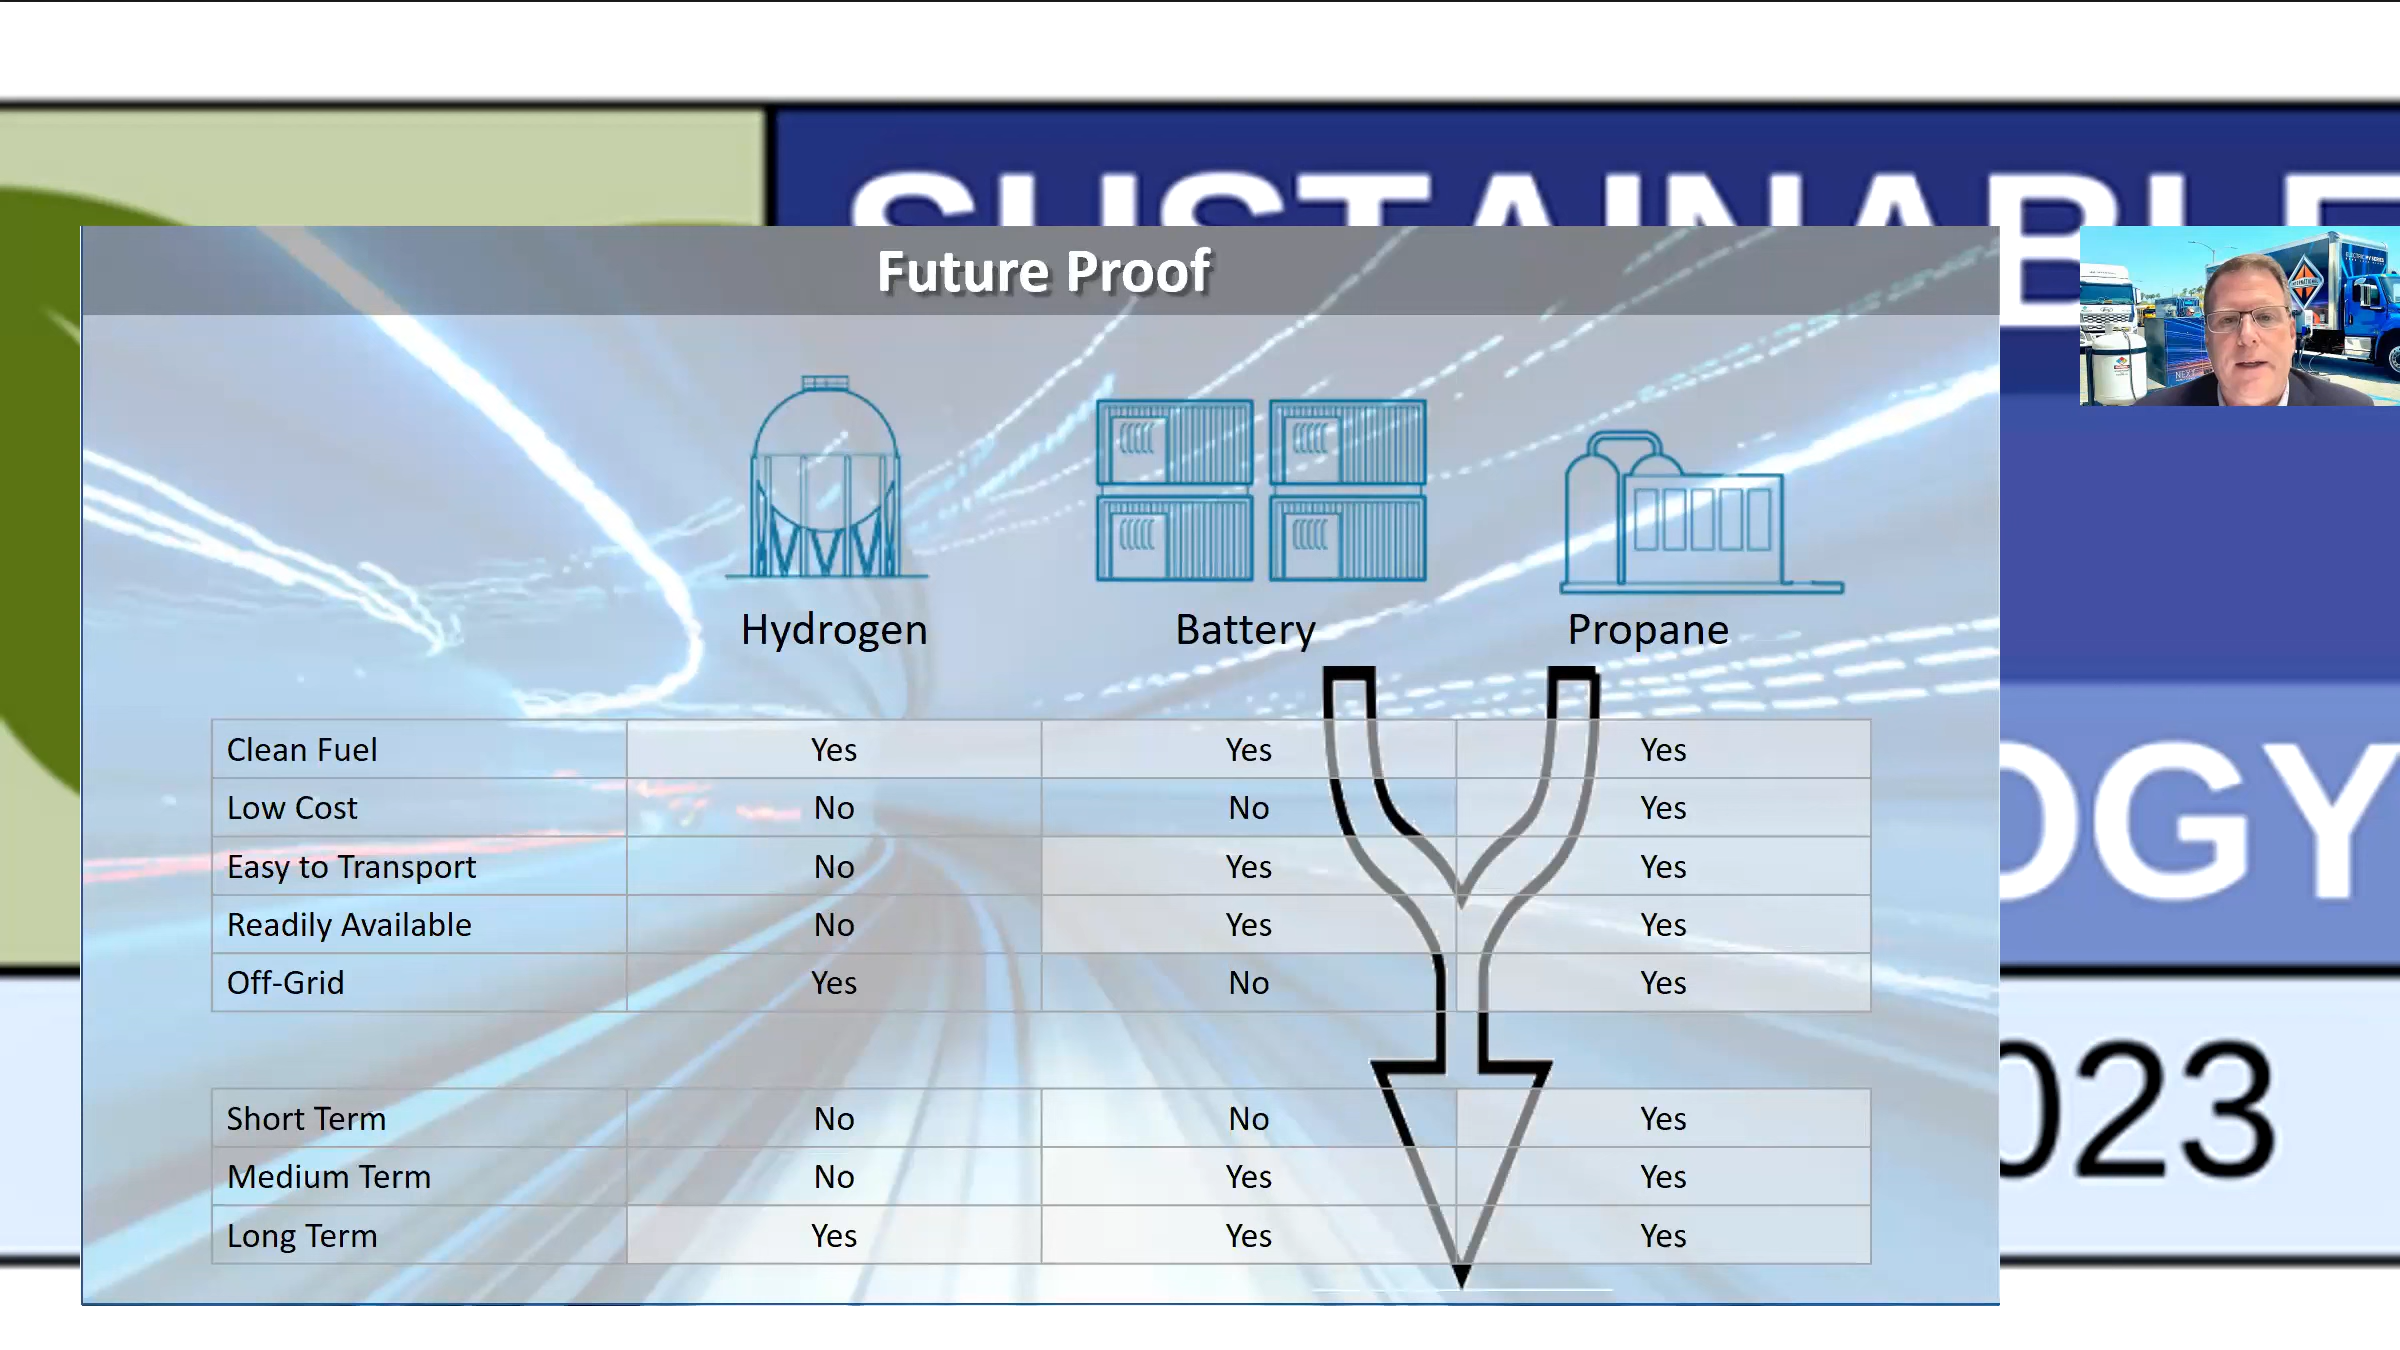 SUSTAINABLE
Future Proof
Hydrogen Battery Propane
Clean Fuel Yes Yes Yes
Low Cost No No Yes
Easy to Transport No Yes Yes
Readily Available No Yes Yes
Off-Grid Yes No Yes
Short Term No No Yes
Medium Term No Yes Yes
Long Term Yes Yes Yes
OGY
023
INTERNATIONAL